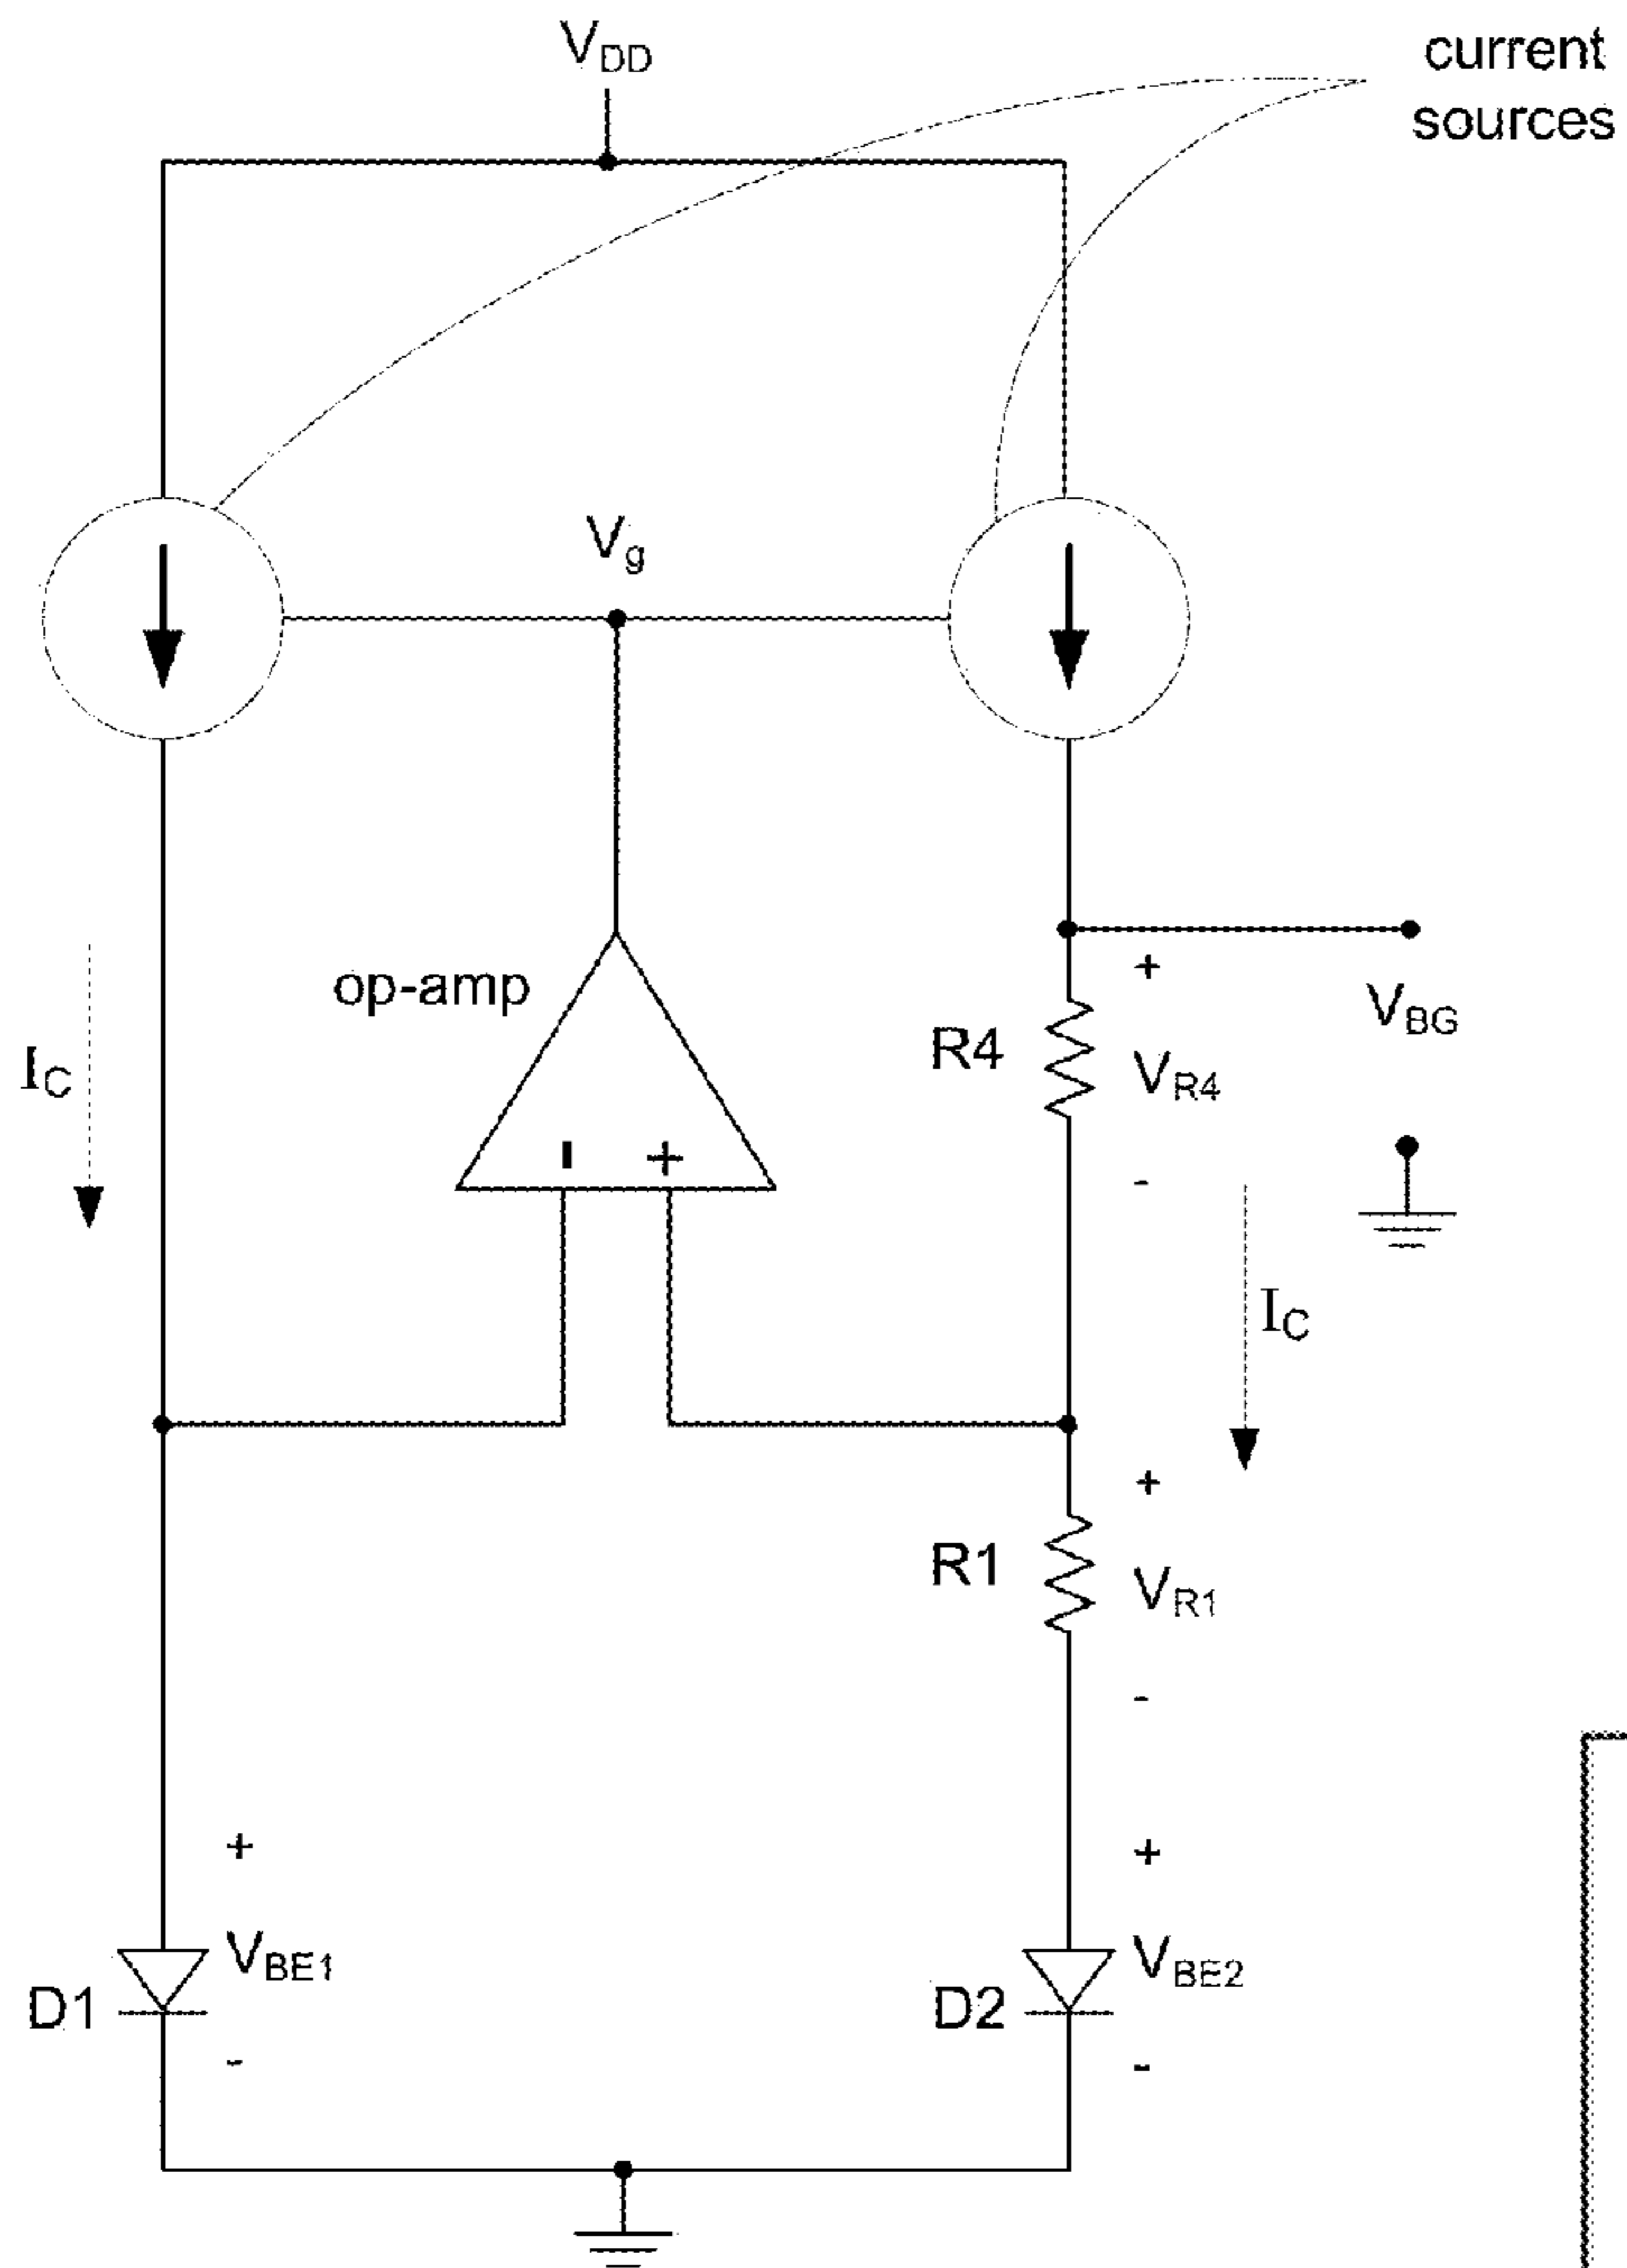 V_DD
current
sources
V_g
op-amp
- +
I_C
R4
+
V_R4
-
V_BG
I_C
R1
+
V_R1
-
D1
+
V_BE1
-
D2
+
V_BE2
-